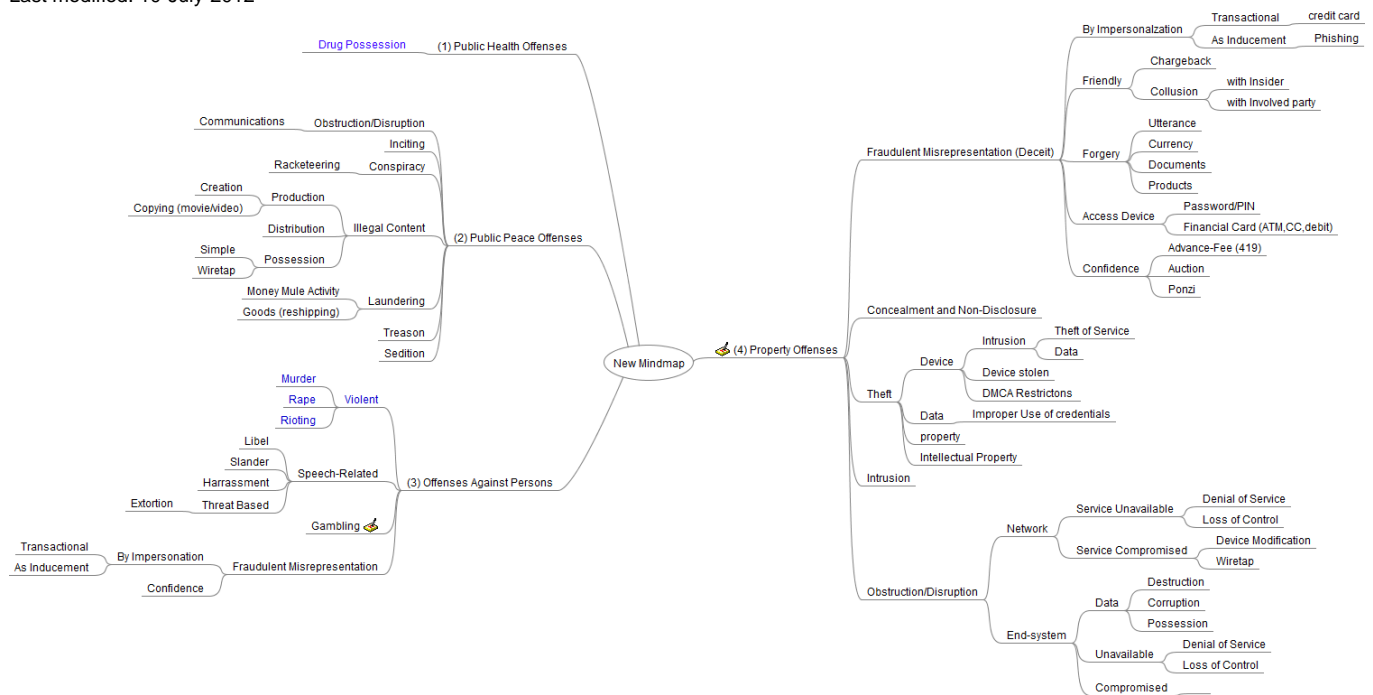 Last modified: 10 July 2012
Drug Possession
(1) Public Health Offenses
Communications
Obstruction/Disruption
Inciting
Racketeering
Conspiracy
Creation
Copying (movie/video)
Production
Distribution
Simple
Wiretap
Possession
Illegal Content
Money Mule Activity
Goods (reshipping)
Laundering
Treason
Sedition
(2) Public Peace Offenses
Murder
Rape
Rioting
Violent
Libel
Slander
Harrassment
Extortion
Threat Based
Speech-Related
Gambling
Transactional
As Inducement
By Impersonation
Confidence
Fraudulent Misrepresentation
(3) Offenses Against Persons
New Mindmap
(4) Property Offenses
Fraudulent Misrepresentation (Deceit)
By Impersonalzation
Transactional
credit card
As Inducement
Phishing
Friendly
Chargeback
Collusion
with Insider
with Involved party
Forgery
Utterance
Currency
Documents
Products
Access Device
Password/PIN
Financial Card (ATM,CC,debit)
Confidence
Advance-Fee (419)
Auction
Ponzi
Concealment and Non-Disclosure
Theft
Device
Intrusion
Theft of Service
Data
Device stolen
DMCA Restrictons
Data
Improper Use of credentials
property
Intellectual Property
Intrusion
Obstruction/Disruption
Network
Service Unavailable
Denial of Service
Loss of Control
Service Compromised
Device Modification
Wiretap
End-system
Data
Destruction
Corruption
Possession
Unavailable
Denial of Service
Loss of Control
Compromised